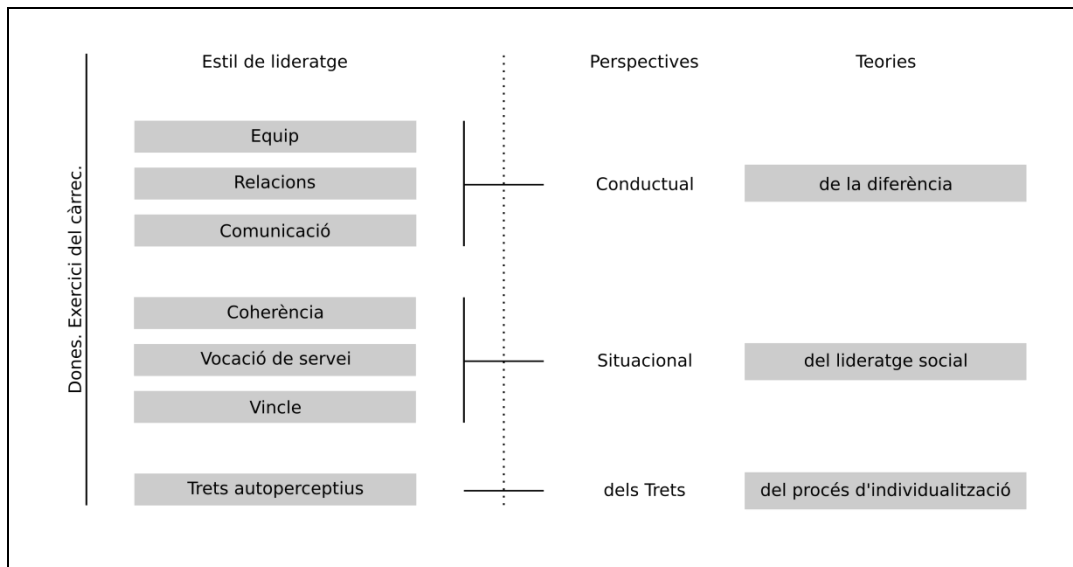 Estil de lideratge
Perspectives
Teories
Dones. Exercici del càrrec.
Equip
Relacions
Comunicació
Conductual
de la diferència
Coherència
Vocació de servei
Vincle
Situacional
del lideratge social
Trets autoperceptius
dels Trets
del procés d'individualització